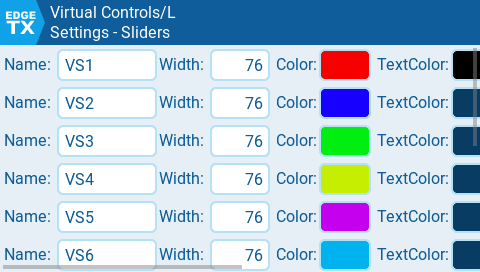 EDGE
TX
Virtual Controls/L
Settings - Sliders
Name: VS1 Width: 76 Color: TextColor:
Name: VS2 Width: 76 Color: TextColor:
Name: VS3 Width: 76 Color: TextColor:
Name: VS4 Width: 76 Color: TextColor:
Name: VS5 Width: 76 Color: TextColor:
Name: VS6 Width: 76 Color: TextColor: